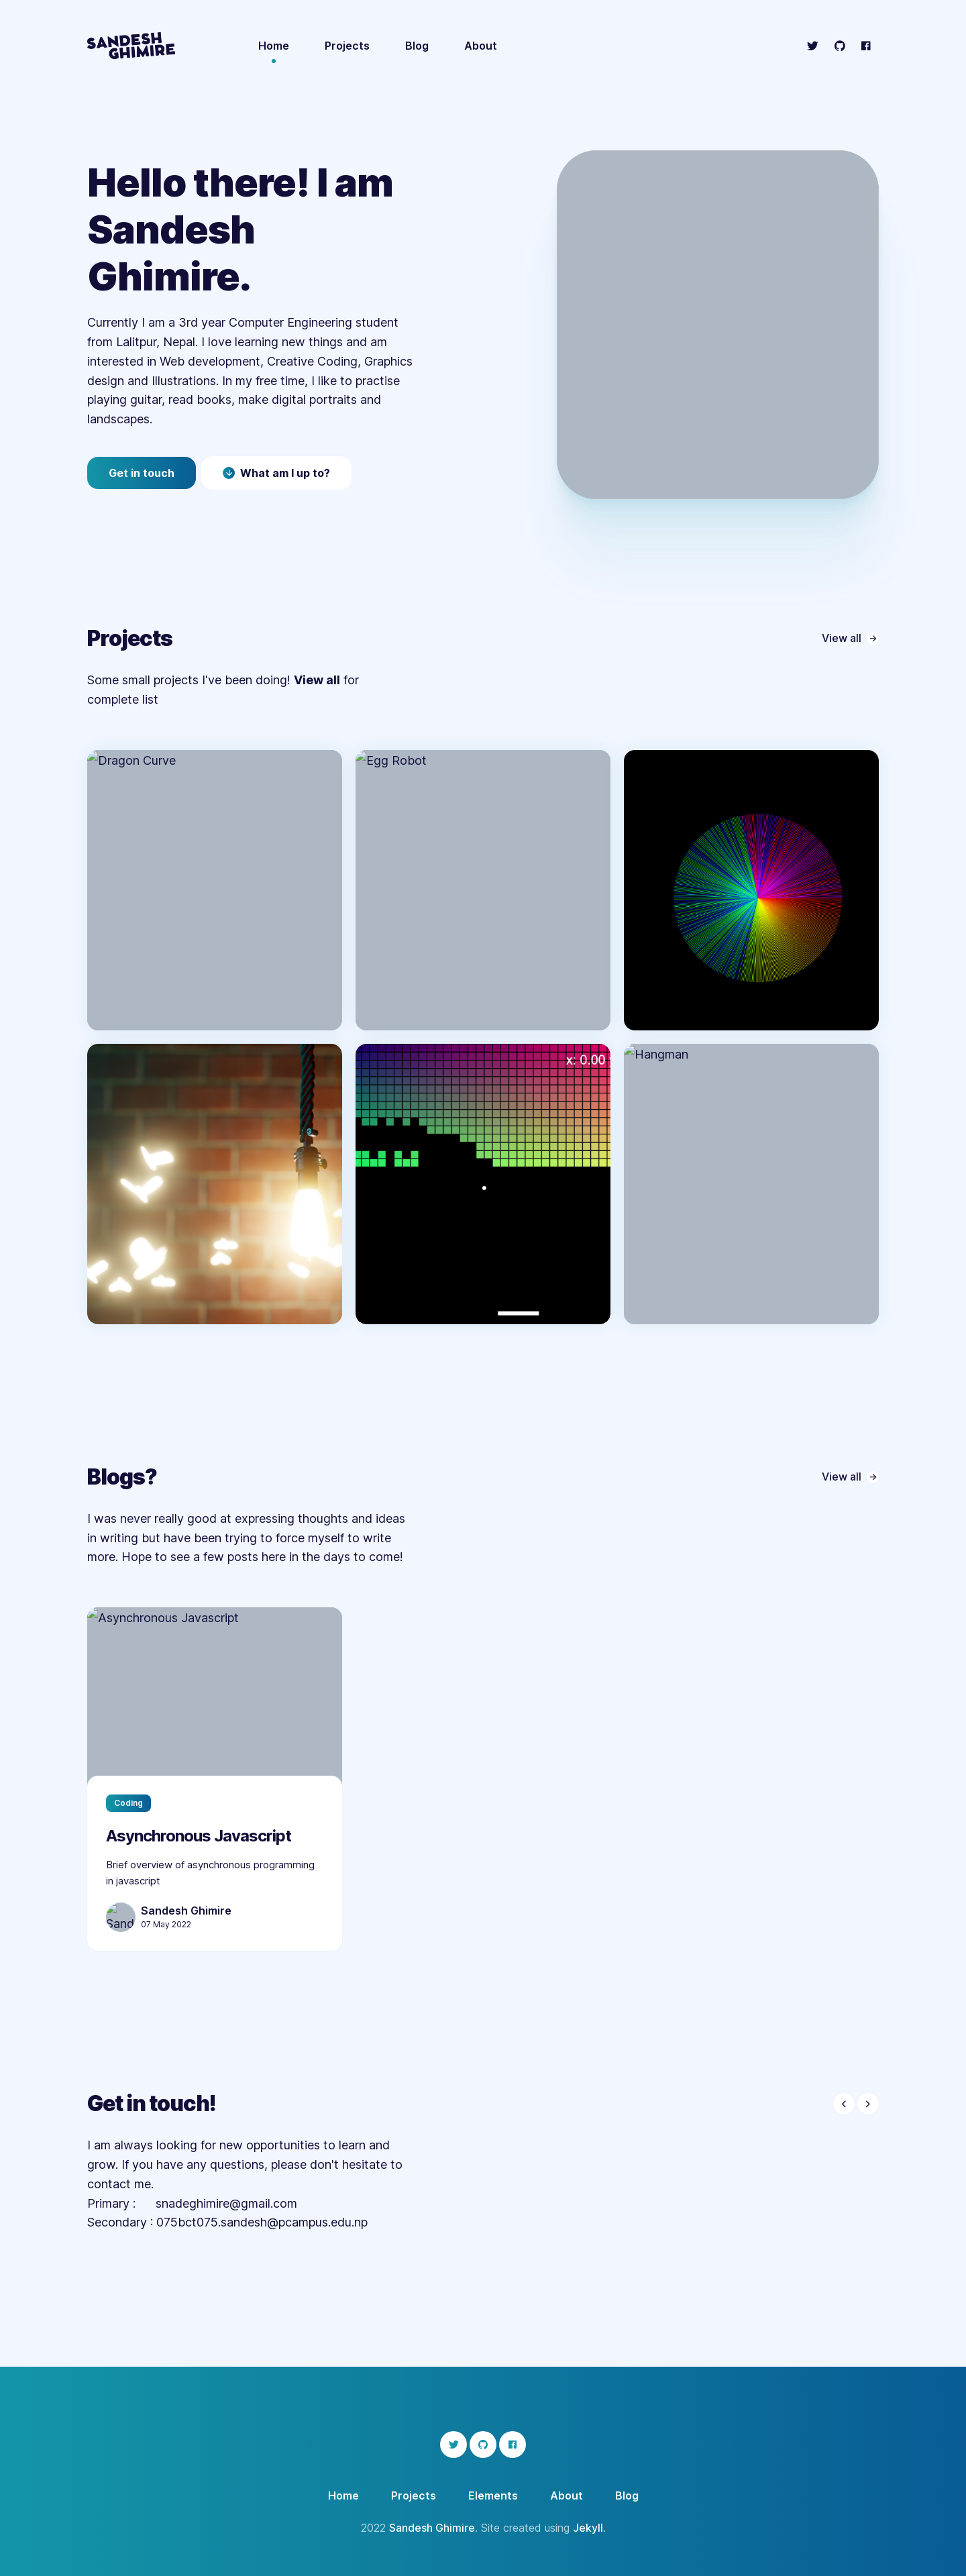 SANDESH
GHIMIRE
Home Projects Blog About
Hello there! I am
Sandesh
Ghimire.
Currently I am a 3rd year Computer Engineering student
from Lalitpur, Nepal. I love learning new things and am
interested in Web development, Creative Coding, Graphics
design and Illustrations. In my free time, I like to practise
playing guitar, read books, make digital portraits and
landscapes.
Get in touch What am I up to?
Projects View all
Some small projects I've been doing! View all for
complete list
Dragon Curve Egg Robot
x: 0.00
Hangman
Blogs? View all
I was never really good at expressing thoughts and ideas
in writing but have been trying to force myself to write
more. Hope to see a few posts here in the days to come!
Asynchronous Javascript
Coding
Asynchronous Javascript
Brief overview of asynchronous programming
in javascript
Sand
Sandesh Ghimire
07 May 2022
Get in touch!
I am always looking for new opportunities to learn and
grow. If you have any questions, please don't hesitate to
contact me.
Primary : snadeghimire@gmail.com
Secondary : 075bct075.sandesh@pcampus.edu.np
Home Projects Elements About Blog
2022 Sandesh Ghimire. Site created using Jekyll.